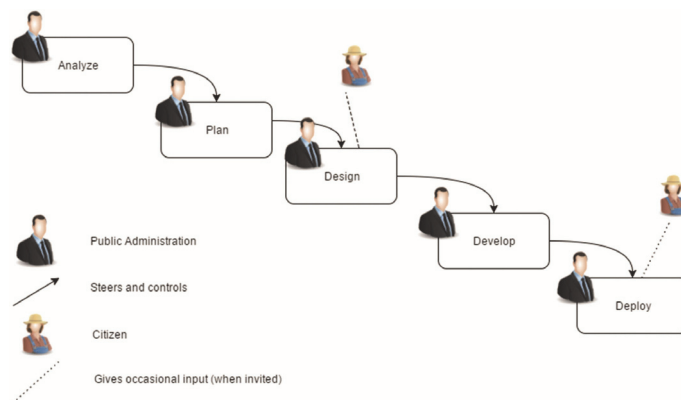 Analyze
Plan
Design
Develop
Deploy
Public Administration
Steers and controls
Citizen
Gives occasional input (when invited)